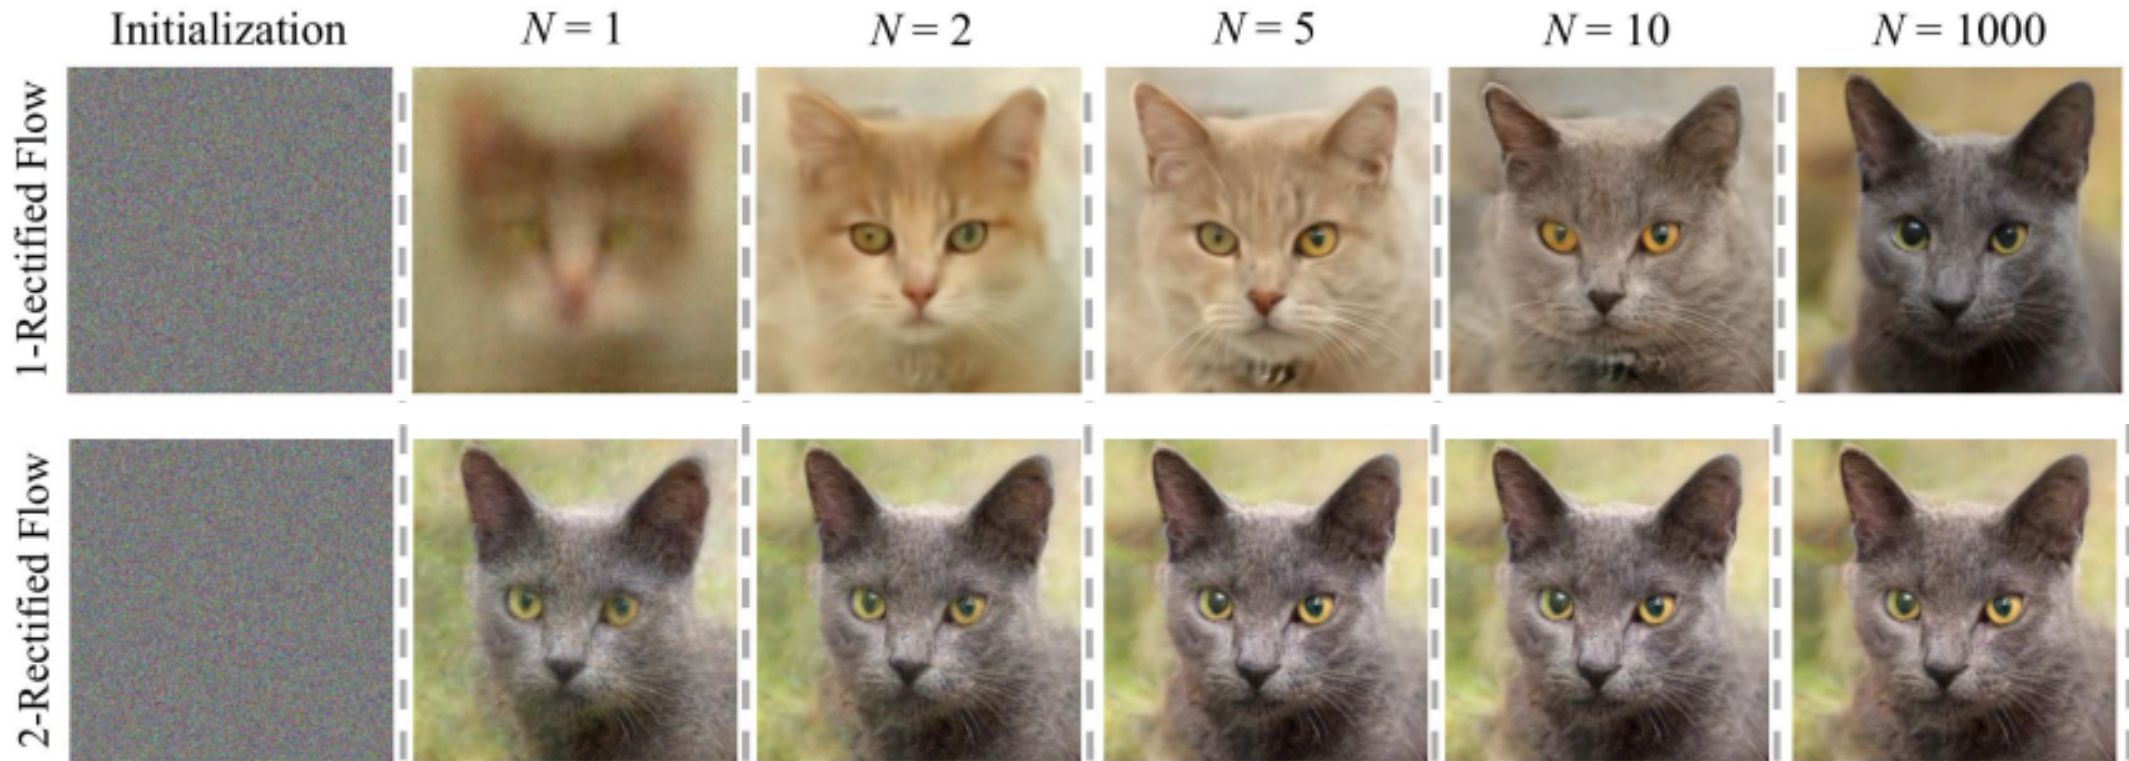 Initialization N = 1 N = 2 N = 5 N = 10 N = 1000
1-Rectified Flow
2-Rectified Flow